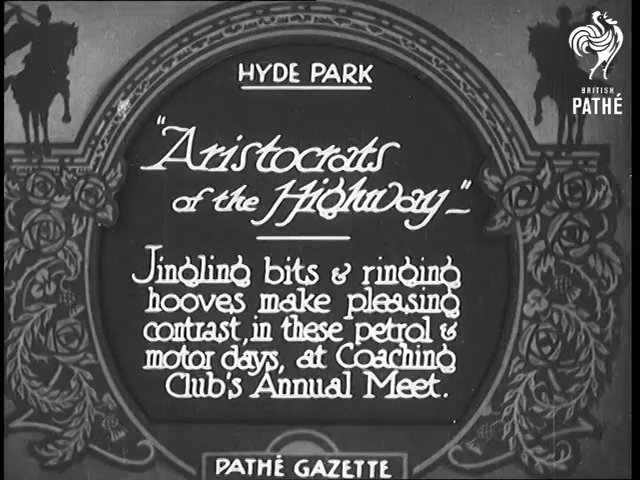 HYDE PARK
"Aristocrats
of the Highway_"
Jingling bits & ringing
hooves make pleasing
contrast, in these petrol &
motor days, at Coaching
Club's Annual Meet.
PATHÉ GAZETTE
BRITISH
PATHÉ